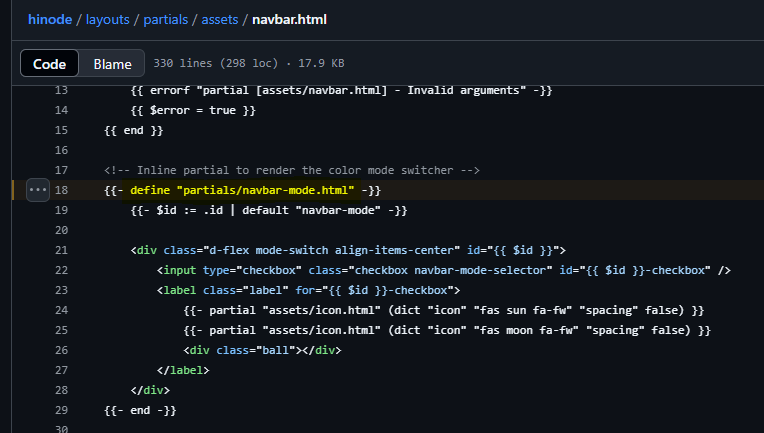 hinode / layouts / partials / assets / navbar.html
Code Blame 330 lines (298 loc) · 17.9 KB
13 {{ errorf "partial [assets/navbar.html] - Invalid arguments" -}}
14 {{ $error = true }}
15 {{ end }}
16
17 <!-- Inline partial to render the color mode switcher -->
18 {{- define "partials/navbar-mode.html" -}}
19 {{- $id := .id | default "navbar-mode" -}}
20
21 <div class="d-flex mode-switch align-items-center" id="{{ $id }}">
22 <input type="checkbox" class="checkbox navbar-mode-selector" id="{{ $id }}-checkbox" />
23 <label class="label" for="{{ $id }}-checkbox">
24 {{- partial "assets/icon.html" (dict "icon" "fas sun fa-fw" "spacing" false) }}
25 {{- partial "assets/icon.html" (dict "icon" "fas moon fa-fw" "spacing" false) }}
26 <div class="ball"></div>
27 </label>
28 </div>
29 {{- end -}}
30